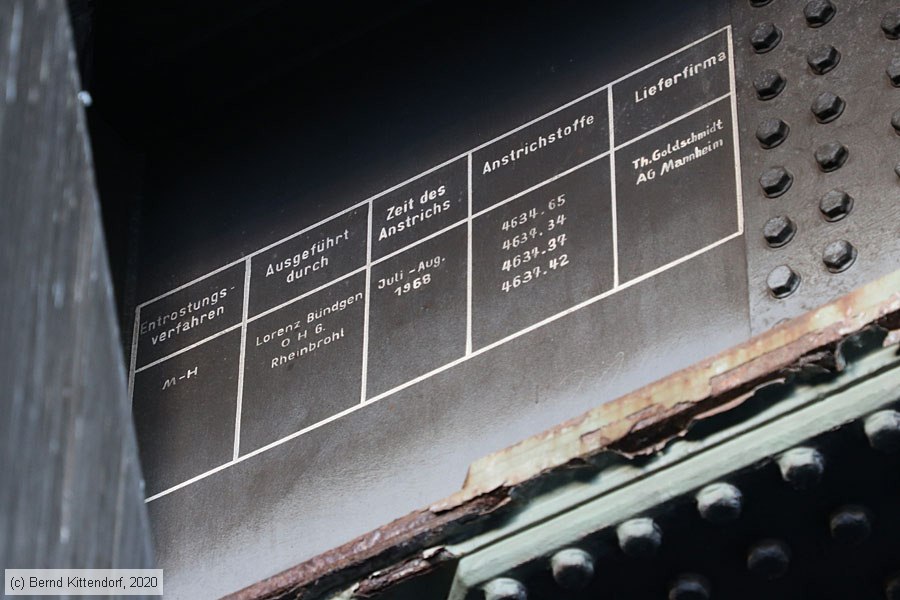 Entrostungs-
verfahren
Ausgeführt
durch
Zeit des
Anstrichs
Anstrichstoffe
Lieferfirma
M-H
Lorenz Bündgen
O H G.
Rheinbrohl
Juli - Aug.
1968
4634.65
4637.34
4637.37
4637.42
Th. Goldschmidt
AG Mannheim
(c) Bernd Kittendorf, 2020